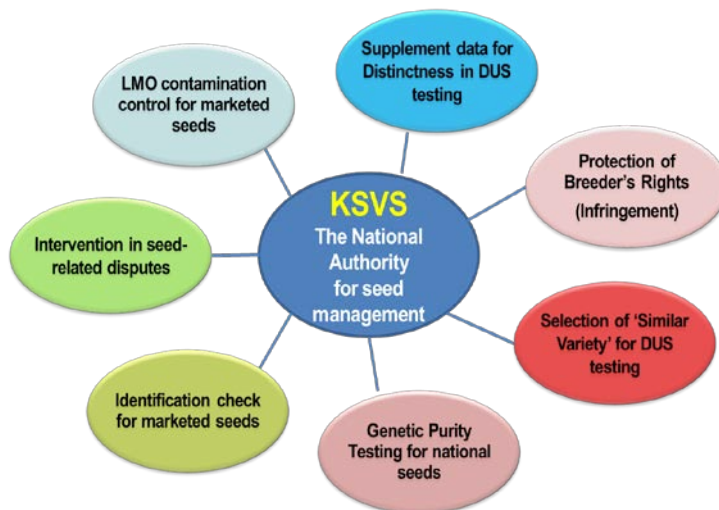 Supplement data for
Distinctness in DUS
testing
LMO contamination
control for marketed
seeds
Protection of
Breeder's Rights
(Infringement)
KSVS
The National
Authority
for seed
management
Intervention in seed-
related disputes
Selection of 'Similar
Variety' for DUS
testing
Identification check
for marketed seeds
Genetic Purity
Testing for national
seeds